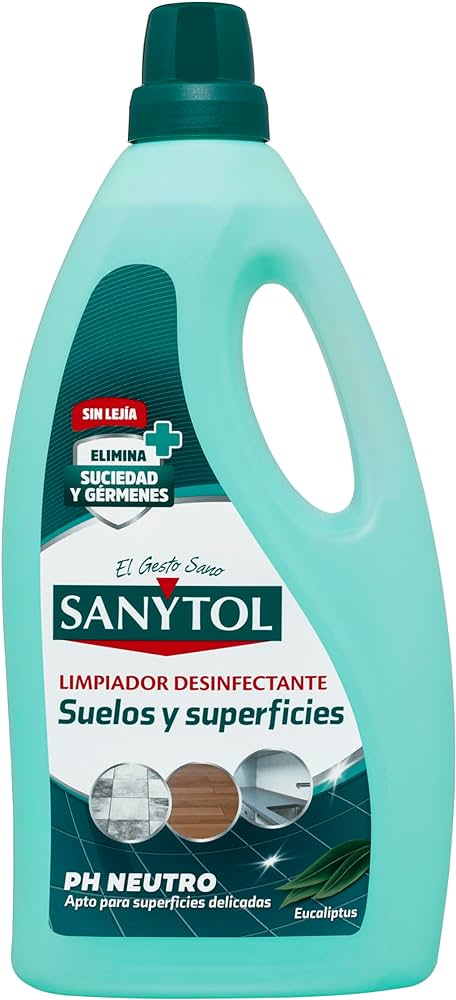 SIN LEJÍA
ELIMINA
SUCIEDAD
Y GÉRMENES
El Gesto Sano
SANYTOL
LIMPIADOR DESINFECTANTE
Suelos y superficies
PH NEUTRO
Apto para superficies delicadas
Eucaliptus